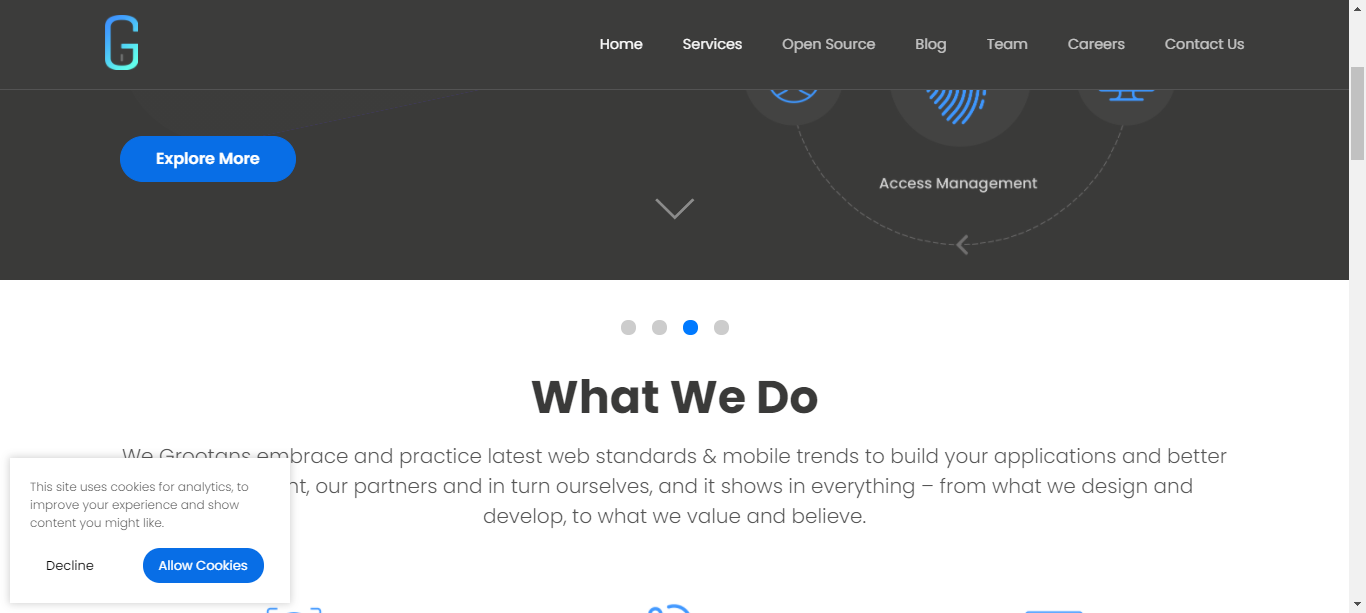 G
Home Services Open Source Blog Team Careers Contact Us
Explore More
Access Management
What We Do
We Grootans embrace and practice latest web standards & mobile trends to build your applications and better
our partners and in turn ourselves, and it shows in everything – from what we design and
develop, to what we value and believe.
This site uses cookies for analytics, to
improve your experience and show
content you might like.
Decline Allow Cookies